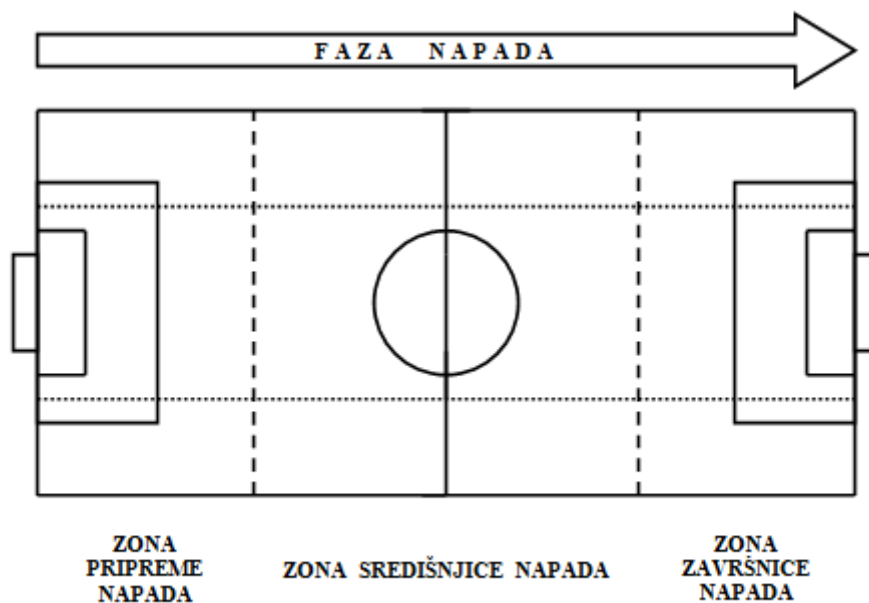 FAZA NAPADA
ZONA
PRIPREME
NAPADA
ZONA SREDIŠNJICE NAPADA
ZONA
ZAVRŠNICE
NAPADA